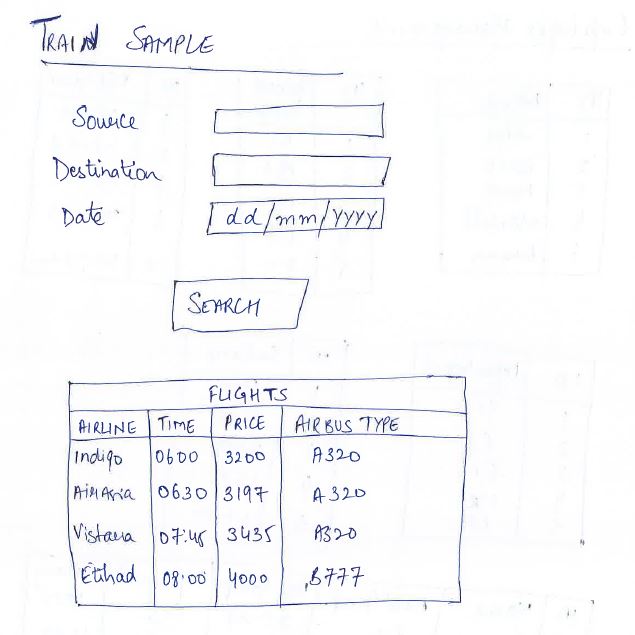 TRAIN SAMPLE
Source
Destination
Date dd/mm/YYYY
SEARCH
FLIGHTS
AIRLINE TIME PRICE AIRBUS TYPE
Indigo 0600 3200 A320
AirAsia 0630 3197 A320
Vistara 07:45 3435 A320
Etihad 08:00 4000 B777